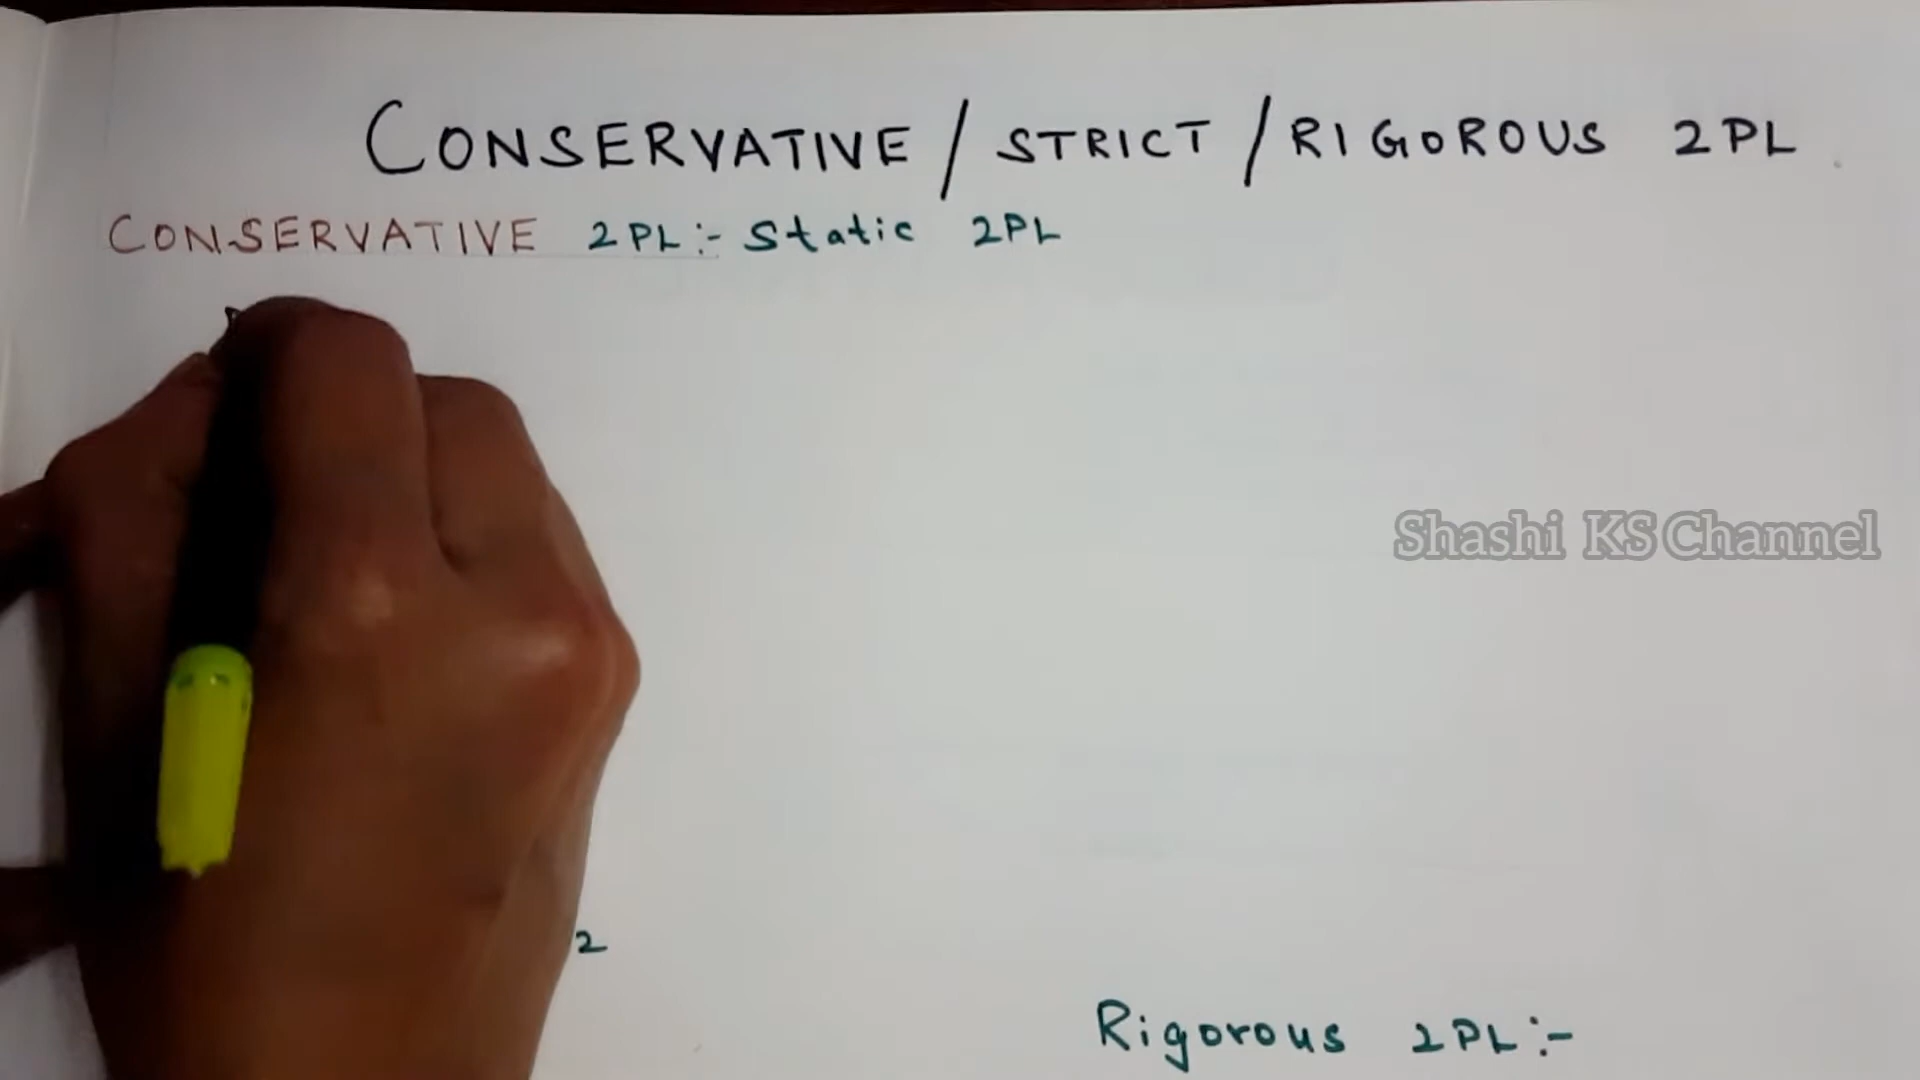 CONSERVATIVE / STRICT / RIGOROUS 2PL
CONSERVATIVE 2PL:- Static 2PL
Shashi KS Channel
2
Rigorous 2PL:-